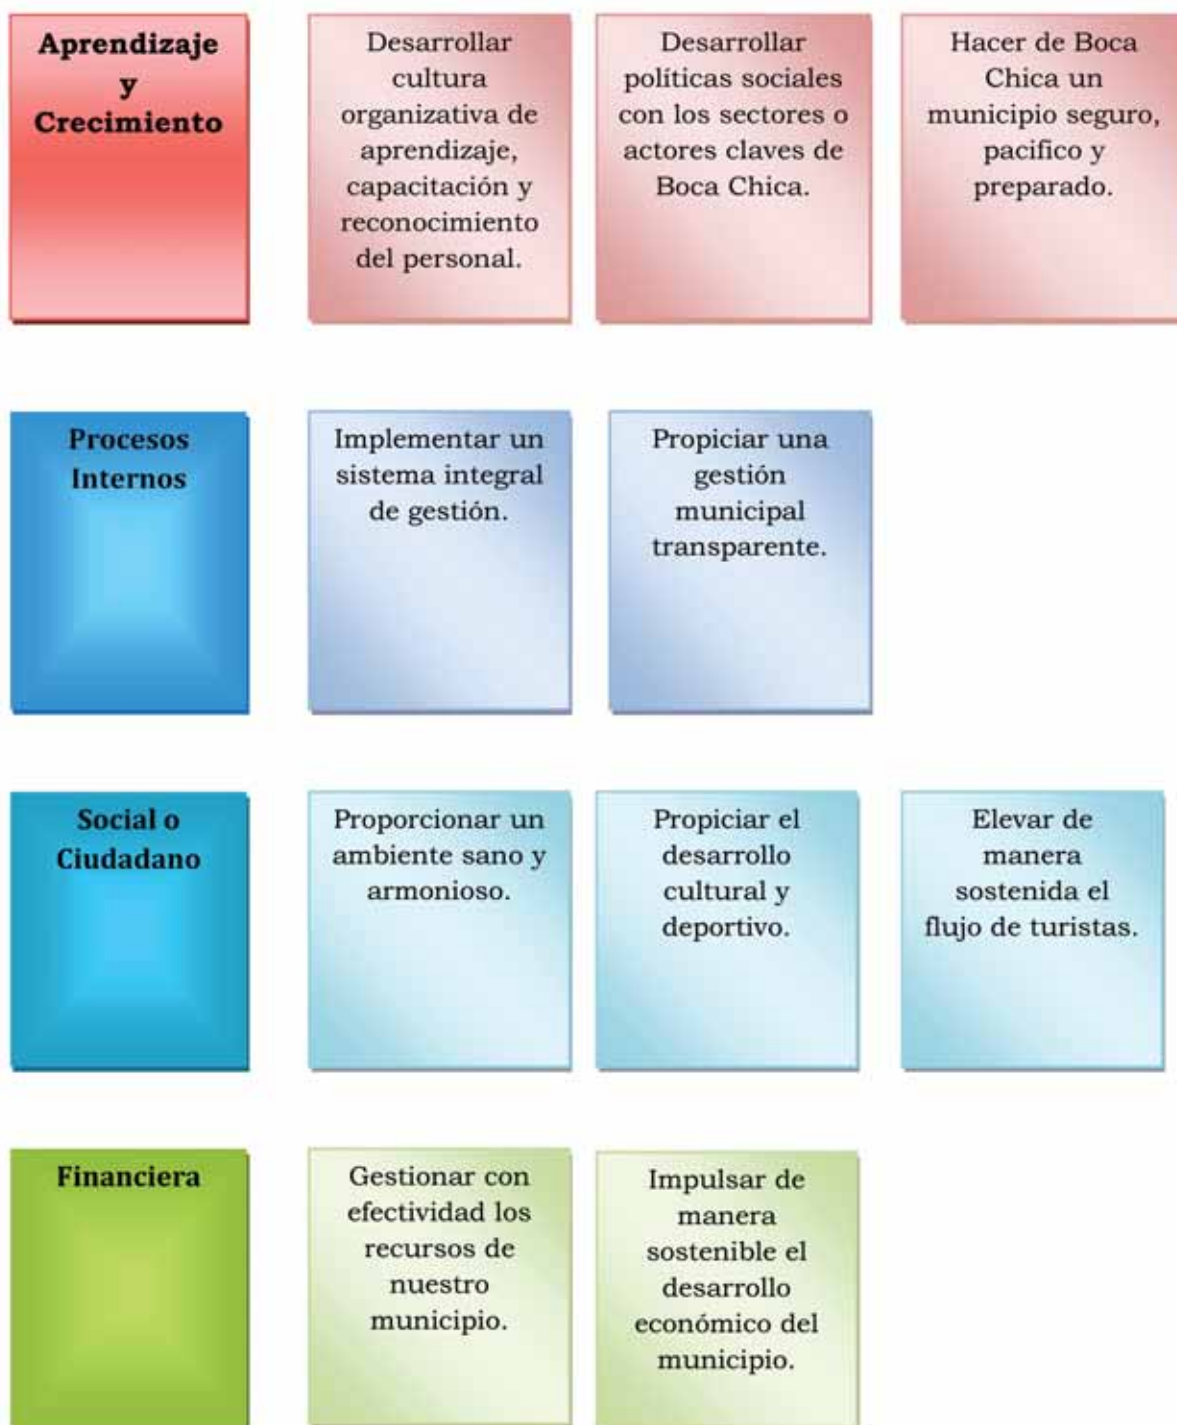 Aprendizaje
y
Crecimiento
Desarrollar
cultura
organizativa de
aprendizaje,
capacitación y
reconocimiento
del personal.
Desarrollar
políticas sociales
con los sectores o
actores claves de
Boca Chica.
Hacer de Boca
Chica un
municipio seguro,
pacifico y
preparado.
Procesos
Internos
Implementar un
sistema integral
de gestión.
Propiciar una
gestión
municipal
transparente.
Social o
Ciudadano
Proporcionar un
ambiente sano y
armonioso.
Propiciar el
desarrollo
cultural y
deportivo.
Elevar de
manera
sostenida el
flujo de turistas.
Financiera
Gestionar con
efectividad los
recursos de
nuestro
municipio.
Impulsar de
manera
sostenible el
desarrollo
económico del
municipio.